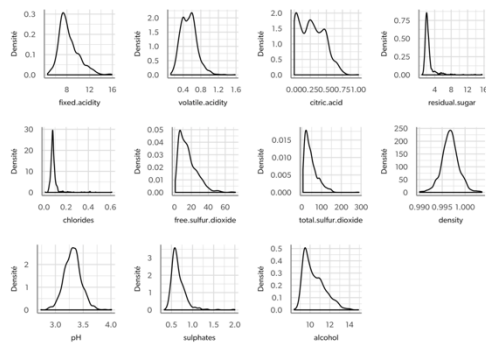 Densité
0.3
0.2
0.1
0.0
8 12 16
fixed.acidity
Densité
2.0
1.5
1.0
0.5
0.0
0.4 0.8 1.2 1.6
volatile.acidity
Densité
2.0
1.5
1.0
0.5
0.0
0.000.250.500.751.00
citric.acid
Densité
0.75
0.50
0.25
0.00
4 8 12 16
residual.sugar
Densité
30
20
10
0
0.0 0.2 0.4 0.6
chlorides
Densité
0.05
0.04
0.03
0.02
0.01
0.00
0 20 40 60
free.sulfur.dioxide
Densité
0.015
0.010
0.005
0.000
0 100 200 300
total.sulfur.dioxide
Densité
250
200
150
100
50
0
0.990 0.995 1.000
density
Densité
2
1
0
3.0 3.5 4.0
pH
Densité
3
2
1
0
0.5 1.0 1.5 2.0
sulphates
Densité
0.5
0.4
0.3
0.2
0.1
0.0
10 12 14
alcohol